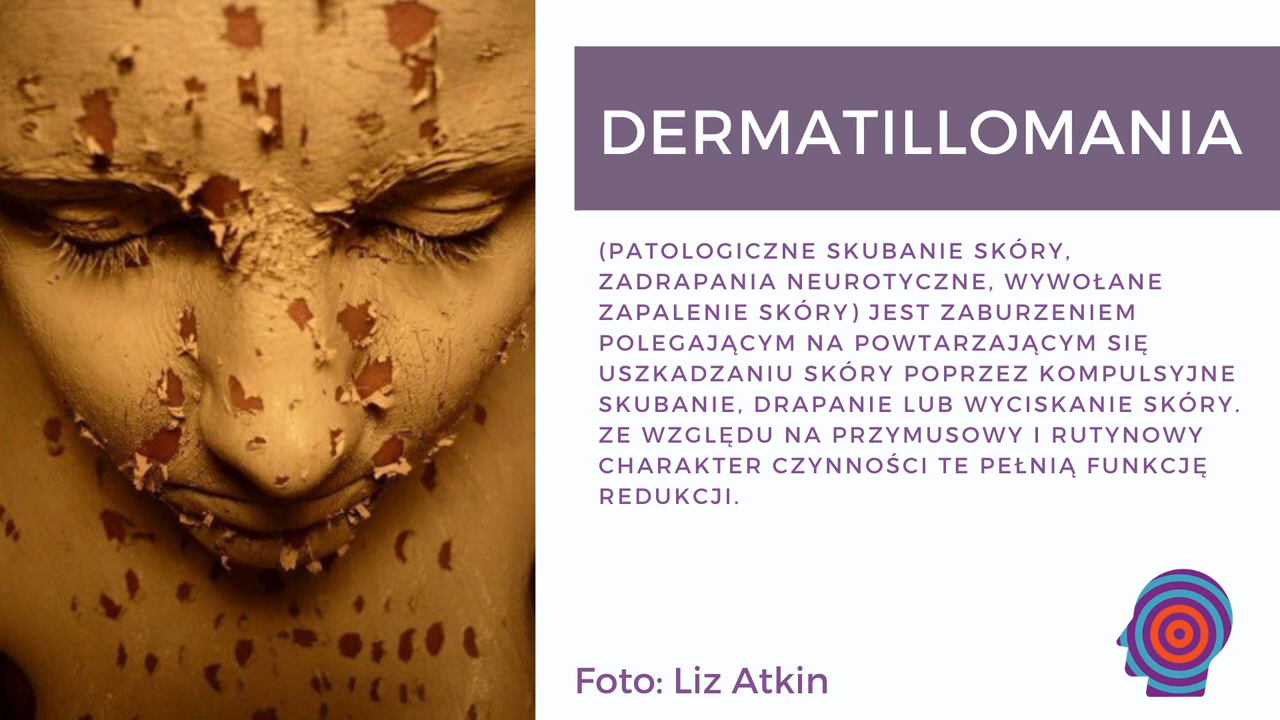 DERMATILLOMANIA
(PATOLOGICZNE SKUBANIE SKÓRY,
ZADRAPANIA NEUROTYCZNE, WYWOŁANE
ZAPALENIE SKÓRY) JEST ZABURZENIEM
POLEGAJĄCYM NA POWTARZAJĄCYM SIĘ
USZKADZANIU SKÓRY POPRZEZ KOMPULSYJNE
SKUBANIE, DRAPANIE LUB WYCISKANIE SKÓRY.
ZE WZGLĘDU NA PRZYMUSOWY I RUTYNOWY
CHARAKTER CZYNNOŚCI TE PEŁNIĄ FUNKCJĘ
REDUKCJI.
Foto: Liz Atkin